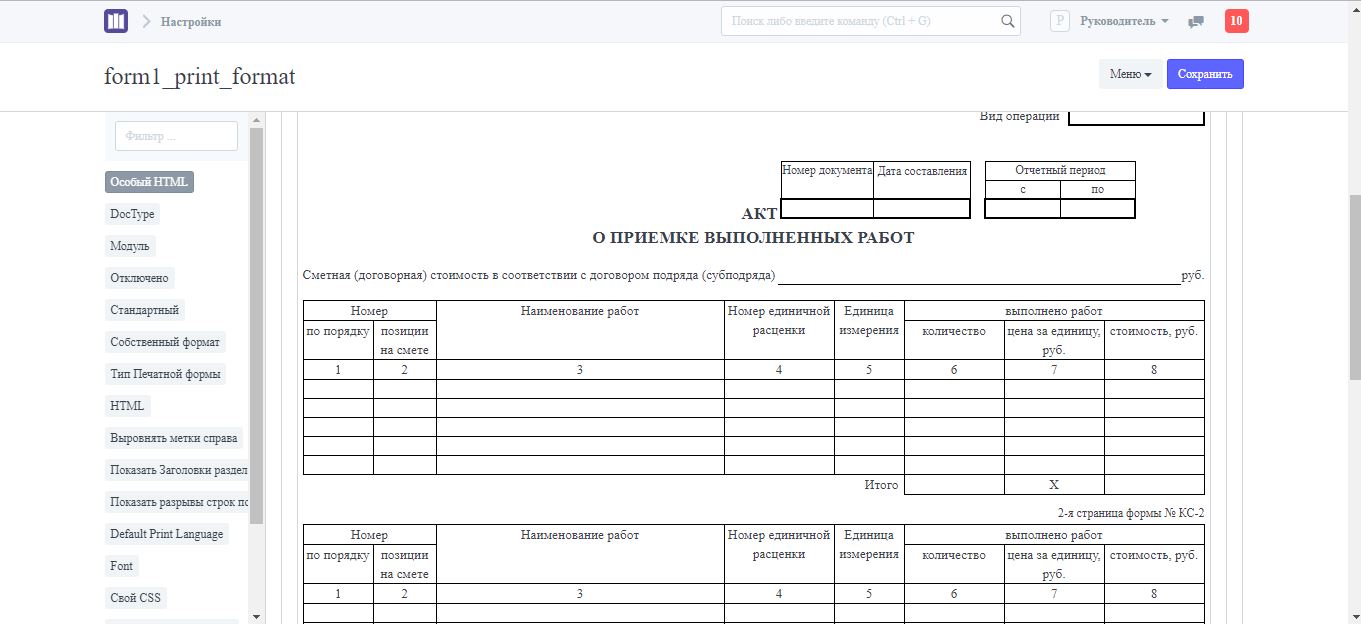 Настройки
Поиск либо введите команду (Ctrl + G)
P
Руководитель
10
form1_print_format
Меню
Сохранить
Фильтр ...
Особый HTML
DocType
Модуль
Отключено
Стандартный
Собственный формат
Тип Печатной формы
HTML
Выровнять метки справа
Показать Заголовки раздел
Показать разрывы строк по
Default Print Language
Font
Свой CSS
Вид операции
Номер документа Дата составления Отчетный период
с по
АКТ
О ПРИЕМКЕ ВЫПОЛНЕННЫХ РАБОТ
Сметная (договорная) стоимость в соответствии с договором подряда (субподряда) руб.
Номер Наименование работ Номер единичной Единица выполнено работ
по порядку позиции расценки измерения количество цена за единицу, стоимость, руб.
на смете руб.
1 2 3 4 5 6 7 8
Итого X
2-я страница формы № КС-2
Номер Наименование работ Номер единичной Единица выполнено работ
по порядку позиции расценки измерения количество цена за единицу, стоимость, руб.
на смете руб.
1 2 3 4 5 6 7 8